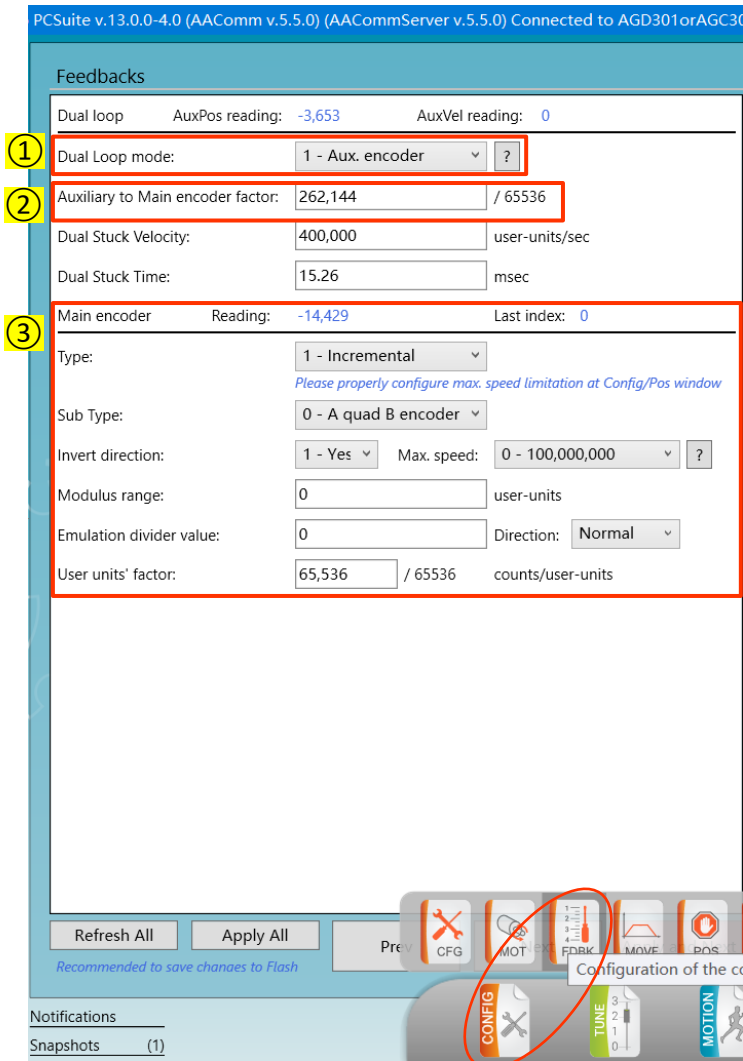 PCSuite v.13.0.0-4.0 (AAComm v.5.5.0) (AACommServer v.5.5.0) Connected to AGD301orAGC30
Feedbacks
Dual loop AuxPos reading: -3,653 AuxVel reading: 0
① Dual Loop mode: 1 - Aux. encoder ?
② Auxiliary to Main encoder factor: 262,144 / 65536
Dual Stuck Velocity: 400,000 user-units/sec
Dual Stuck Time: 15.26 msec
③ Main encoder Reading: -14,429 Last index: 0
Type: 1 - Incremental
Please properly configure max. speed limitation at Config/Pos window
Sub Type: 0 - A quad B encoder
Invert direction: 1 - Yes Max. speed: 0 - 100,000,000 ?
Modulus range: 0 user-units
Emulation divider value: 0 Direction: Normal
User units' factor: 65,536 / 65536 counts/user-units
Refresh All Apply All Prev
CFG MOT FDBK MOVE POS
Recommended to save changes to Flash
Configuration of the co
Notifications
Snapshots (1)
CONFIG TUNE MOTION